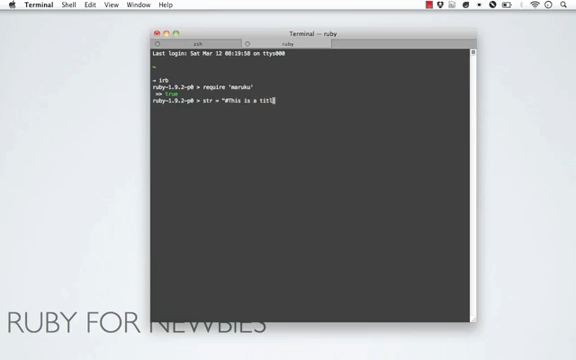 Terminal Shell Edit View Window Help
Terminal — ruby
zsh ruby
Last login: Sat Mar 12 08:19:58 on ttys000
~
→ irb
ruby-1.9.2-p0 > require 'maruku'
=> true
ruby-1.9.2-p0 > str = "#This is a titl
RUBY FOR NEWBIES